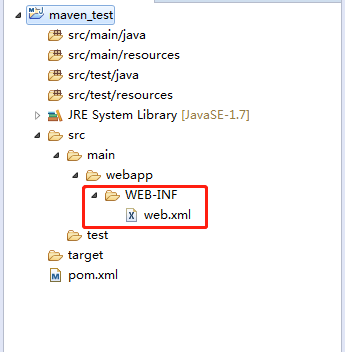 maven_test
src/main/java
src/main/resources
src/test/java
src/test/resources
JRE System Library [JavaSE-1.7]
src
main
webapp
WEB-INF
web.xml
test
target
pom.xml